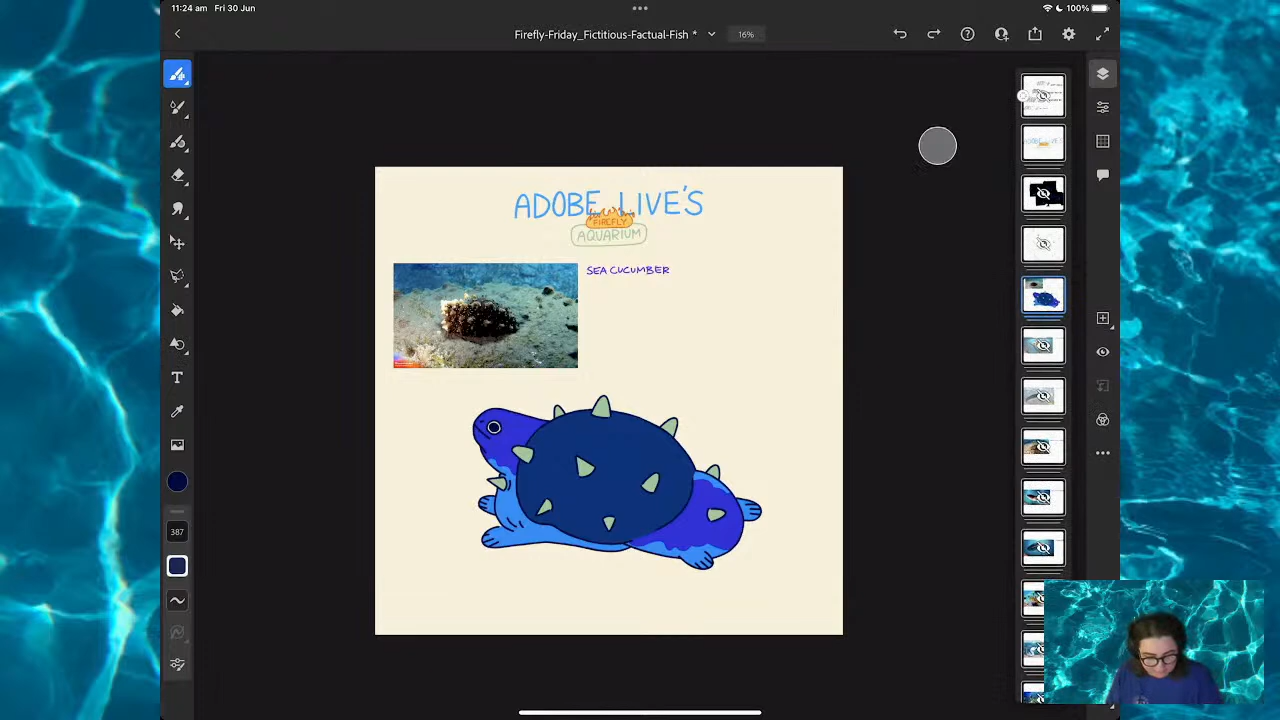 11:24 am Fri 30 Jun
100%
Firefly-Friday_Fictitious-Factual-Fish *
16%
ADOBE LIVE'S
FIREFLY
AQUARIUM
SEA CUCUMBER
387